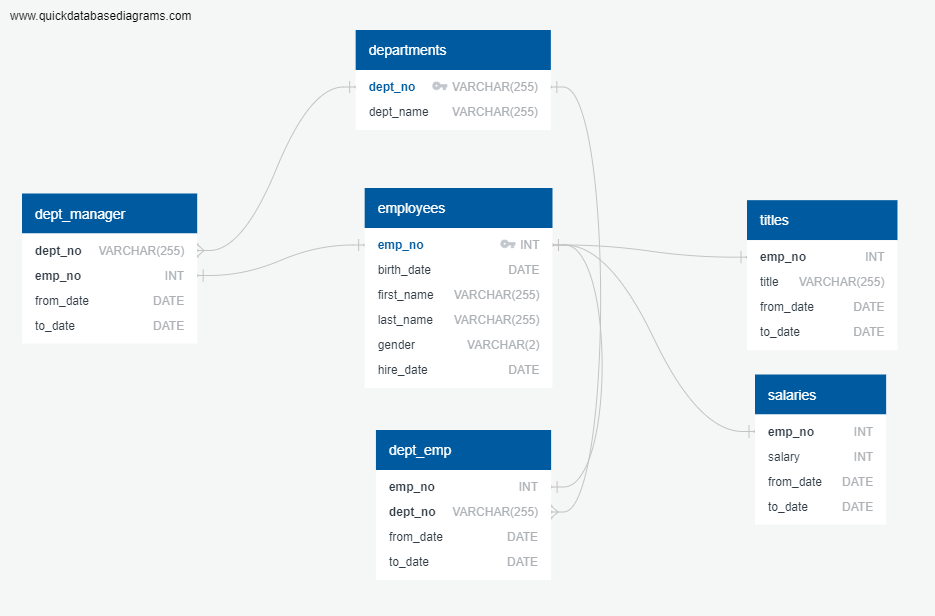 www.quickdatabasediagrams.com
departments
dept_no VARCHAR(255)
dept_name VARCHAR(255)
dept_manager
dept_no VARCHAR(255)
emp_no INT
from_date DATE
to_date DATE
employees
emp_no INT
birth_date DATE
first_name VARCHAR(255)
last_name VARCHAR(255)
gender VARCHAR(2)
hire_date DATE
titles
emp_no INT
title VARCHAR(255)
from_date DATE
to_date DATE
salaries
emp_no INT
salary INT
from_date DATE
to_date DATE
dept_emp
emp_no INT
dept_no VARCHAR(255)
from_date DATE
to_date DATE